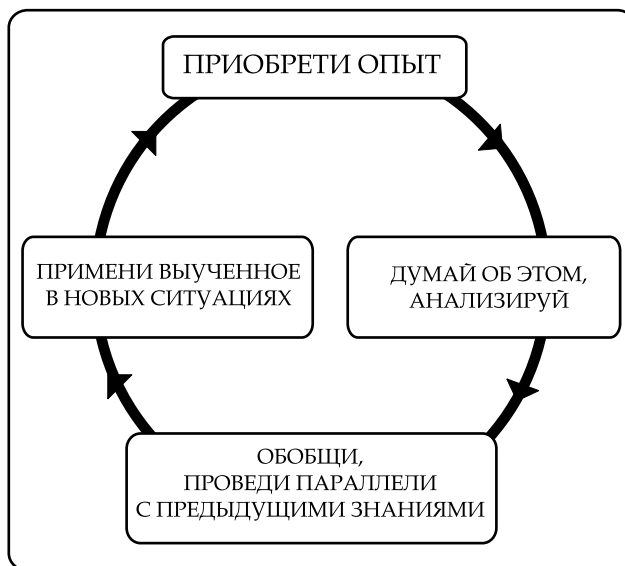 ПРИОБРЕТИ ОПЫТ
ДУМАЙ ОБ ЭТОМ,
АНАЛИЗИРУЙ
ОБОБЩИ,
ПРОВЕДИ ПАРАЛЛЕЛИ
С ПРЕДЫДУЩИМИ ЗНАНИЯМИ
ПРИМЕНИ ВЫУЧЕННОЕ
В НОВЫХ СИТУАЦИЯХ